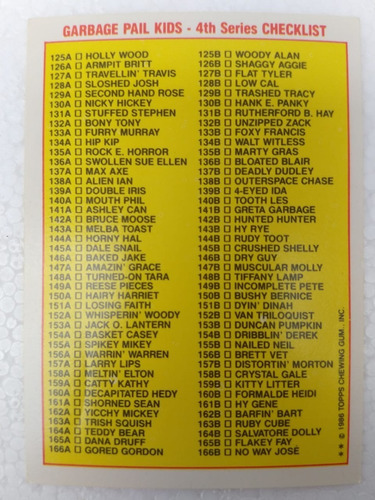 GARBAGE PAIL KIDS - 4th Series CHECKLIST
125A □ HOLLY WOOD
126A □ ARMPIT BRITT
127A □ TRAVELLIN' TRAVIS
128A □ SLOSHED JOSH
129A □ SECOND HAND ROSE
130A □ NICKY HICKEY
131A □ STUFFED STEPHEN
132A □ BONY TONY
133A □ FURRY MURRAY
134A □ HIP KIP
135A □ ROCK E. HORROR
136A □ SWOLLEN SUE ELLEN
137A □ MAX AXE
138A □ ALIEN IAN
139A □ DOUBLE IRIS
140A □ MOUTH PHIL
141A □ ASHLEY CAN
142A □ BRUCE MOOSE
143A □ MELBA TOAST
144A □ HORNY HAL
145A □ DALE SNAIL
146A □ BAKED JAKE
147A □ AMAZIN' GRACE
148A □ TURNED-ON TARA
149A □ REESE PIECES
150A □ HAIRY HARRIET
151A □ LOSING FAITH
152A □ WHISPERIN' WOODY
153A □ JACK O. LANTERN
154A □ BASKET CASEY
155A □ SPIKEY MIKEY
156A □ WARRIN' WARREN
157A □ LARRY LIPS
158A □ MELTIN' ELTON
159A □ CATTY KATHY
160A □ DECAPITATED HEDY
161A □ SHORNED SEAN
162A □ YICCHY MICKEY
163A □ TRISH SQUISH
164A □ TEDDY BEAR
165A □ DANA DRUFF
166A □ GORED GORDON
125B □ WOODY ALAN
126B □ SHAGGY AGGIE
127B □ FLAT TYLER
128B □ LOW CAL
129B □ TRASHED TRACY
130B □ HANK E. PANKY
131B □ RUTHERFORD B. HAY
132B □ UNZIPPED ZACK
133B □ FOXY FRANCIS
134B □ WALT WITLESS
135B □ MARTY GRAS
136B □ BLOATED BLAIR
137B □ DEADLY DUDLEY
138B □ OUTERSPACE CHASE
139B □ 4-EYED IDA
140B □ TOOTH LES
141B □ GRETA GARBAGE
142B □ HUNTED HUNTER
143B □ HY RYE
144B □ RUDY TOOT
145B □ CRUSHED SHELLY
146B □ DRY GUY
147B □ MUSCULAR MOLLY
148B □ TIFFANY LAMP
149B □ INCOMPLETE PETE
150B □ BUSHY BERNICE
151B □ DYIN' DINAH
152B □ VAN TRILOQUIST
153B □ DUNCAN PUMPKIN
154B □ DRIBBLIN' DEREK
155B □ NAILED NEIL
156B □ BRETT VET
157B □ DISTORTIN' MORTON
158B □ CRYSTAL GALE
159B □ KITTY LITTER
160B □ FORMALDE HEIDI
161B □ HY GENE
162B □ BARFIN' BART
163B □ RUBY CUBE
164B □ SALVATORE DOLLY
165B □ FLAKEY FAY
166B □ NO WAY JOSÉ
* * © 1986 TOPPS CHEWING GUM, INC.